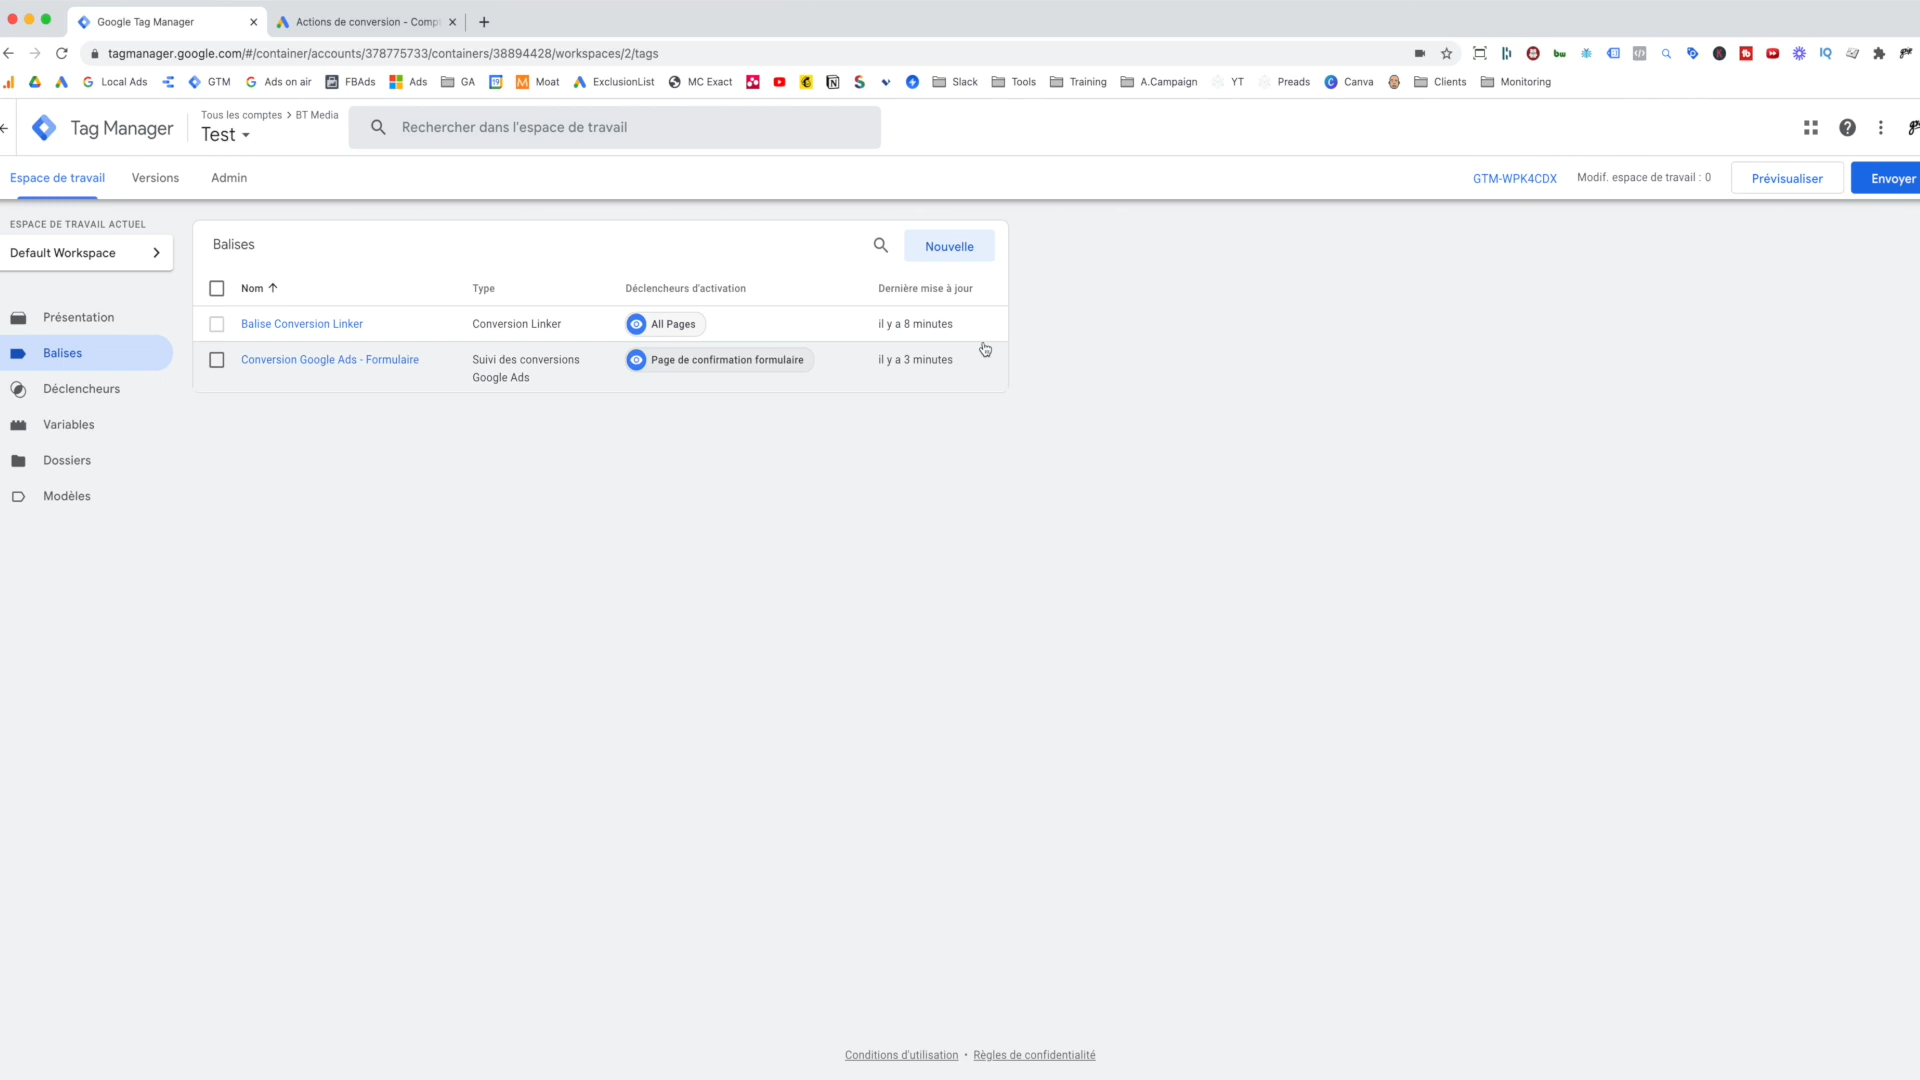 Google Tag Manager
Actions de conversion - Comp
tagmanager.google.com/#/container/accounts/378775733/containers/38894428/workspaces/2/tags
Local Ads
GTM
Ads on air
FBAds
Ads
GA
Moat
ExclusionList
MC Exact
Slack
Tools
Training
A.Campaign
YT
Preads
Canva
Clients
Monitoring
Tag Manager
Tous les comptes > BT Media
Test
Rechercher dans l'espace de travail
Espace de travail
Versions
Admin
GTM-WPK4CDX
Modif. espace de travail : 0
Prévisualiser
Envoyer
ESPACE DE TRAVAIL ACTUEL
Default Workspace
Présentation
Balises
Déclencheurs
Variables
Dossiers
Modèles
Balises
Nouvelle
Nom
Type
Déclencheurs d'activation
Dernière mise à jour
Balise Conversion Linker
Conversion Linker
All Pages
il y a 8 minutes
Conversion Google Ads - Formulaire
Suivi des conversions
Google Ads
Page de confirmation formulaire
il y a 3 minutes
Conditions d'utilisation • Règles de confidentialité